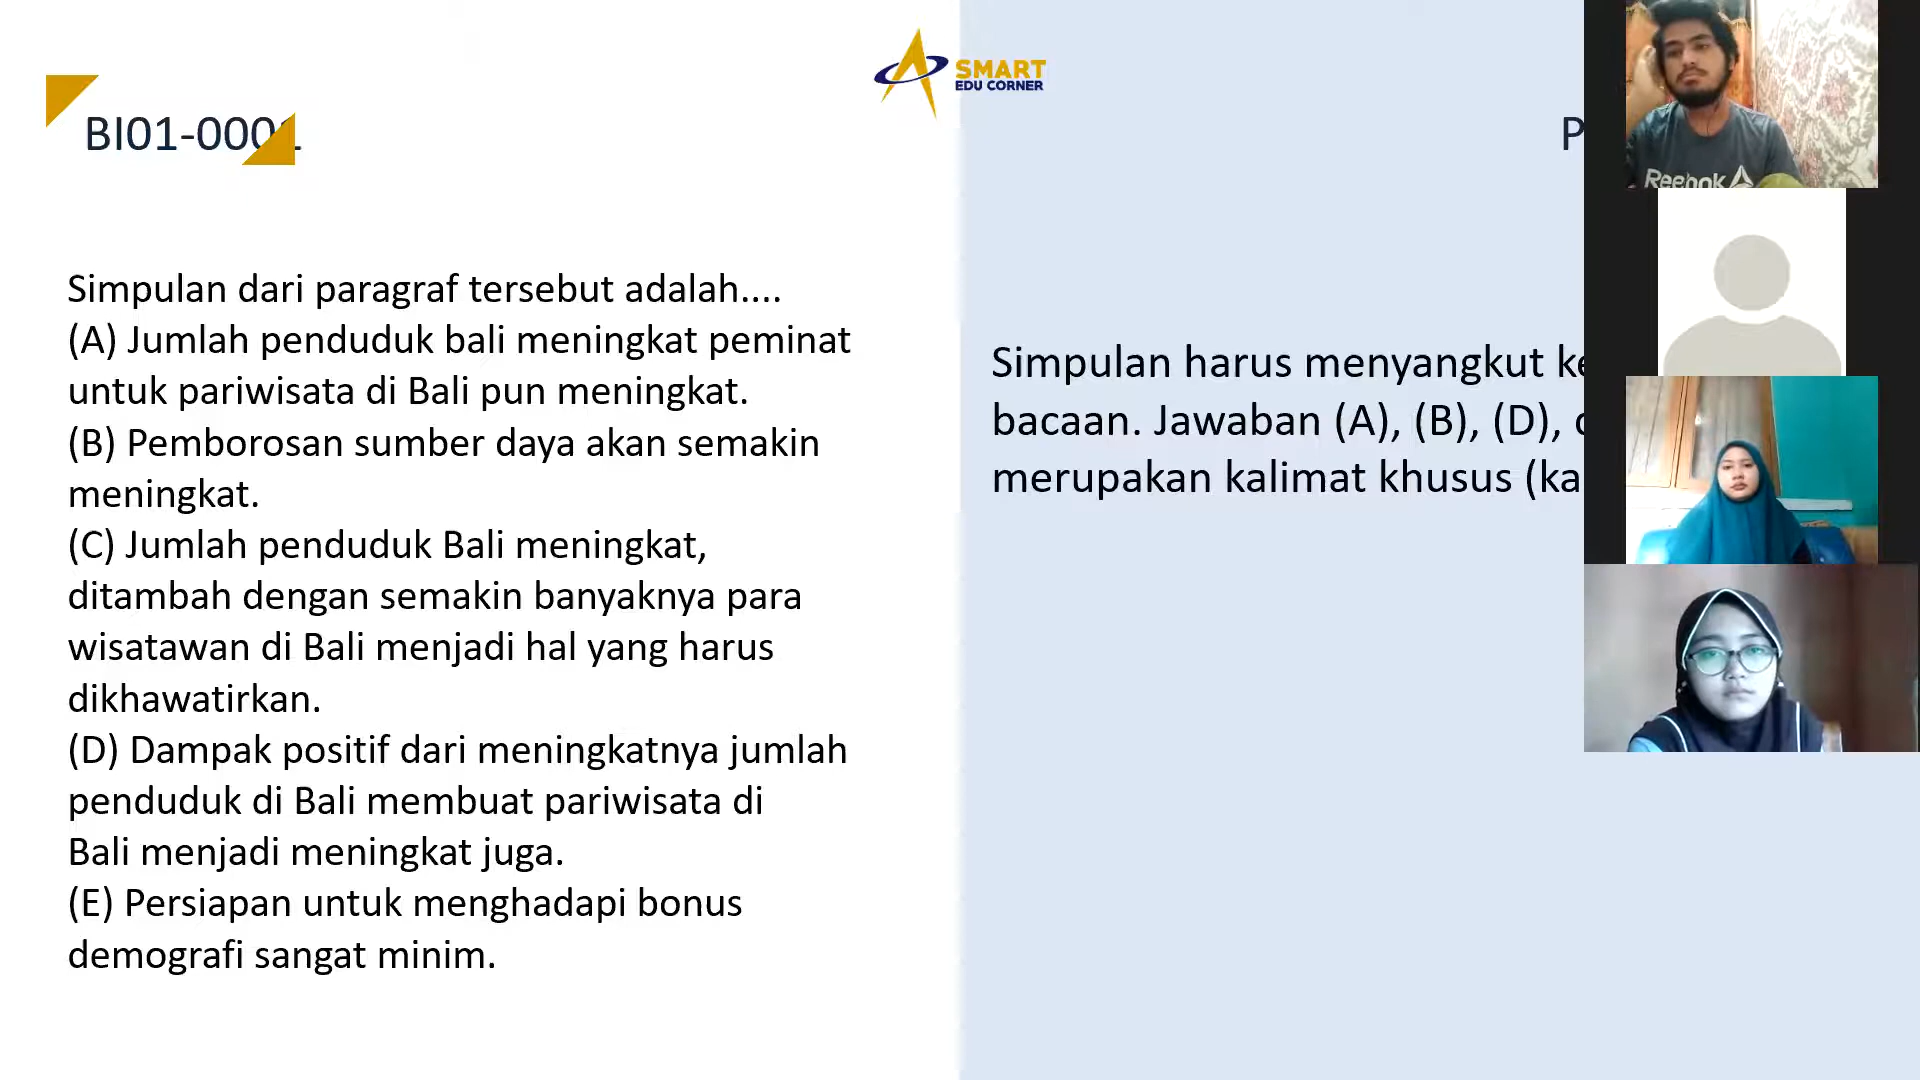 SMART
EDU CORNER
BI01-0001
Simpulan dari paragraf tersebut adalah....
(A) Jumlah penduduk bali meningkat peminat
untuk pariwisata di Bali pun meningkat.
(B) Pemborosan sumber daya akan semakin
meningkat.
(C) Jumlah penduduk Bali meningkat,
ditambah dengan semakin banyaknya para
wisatawan di Bali menjadi hal yang harus
dikhawatirkan.
(D) Dampak positif dari meningkatnya jumlah
penduduk di Bali membuat pariwisata di
Bali menjadi meningkat juga.
(E) Persiapan untuk menghadapi bonus
demografi sangat minim.
P
Simpulan harus menyangkut ke
bacaan. Jawaban (A), (B), (D),
merupakan kalimat khusus (ka
Reebok